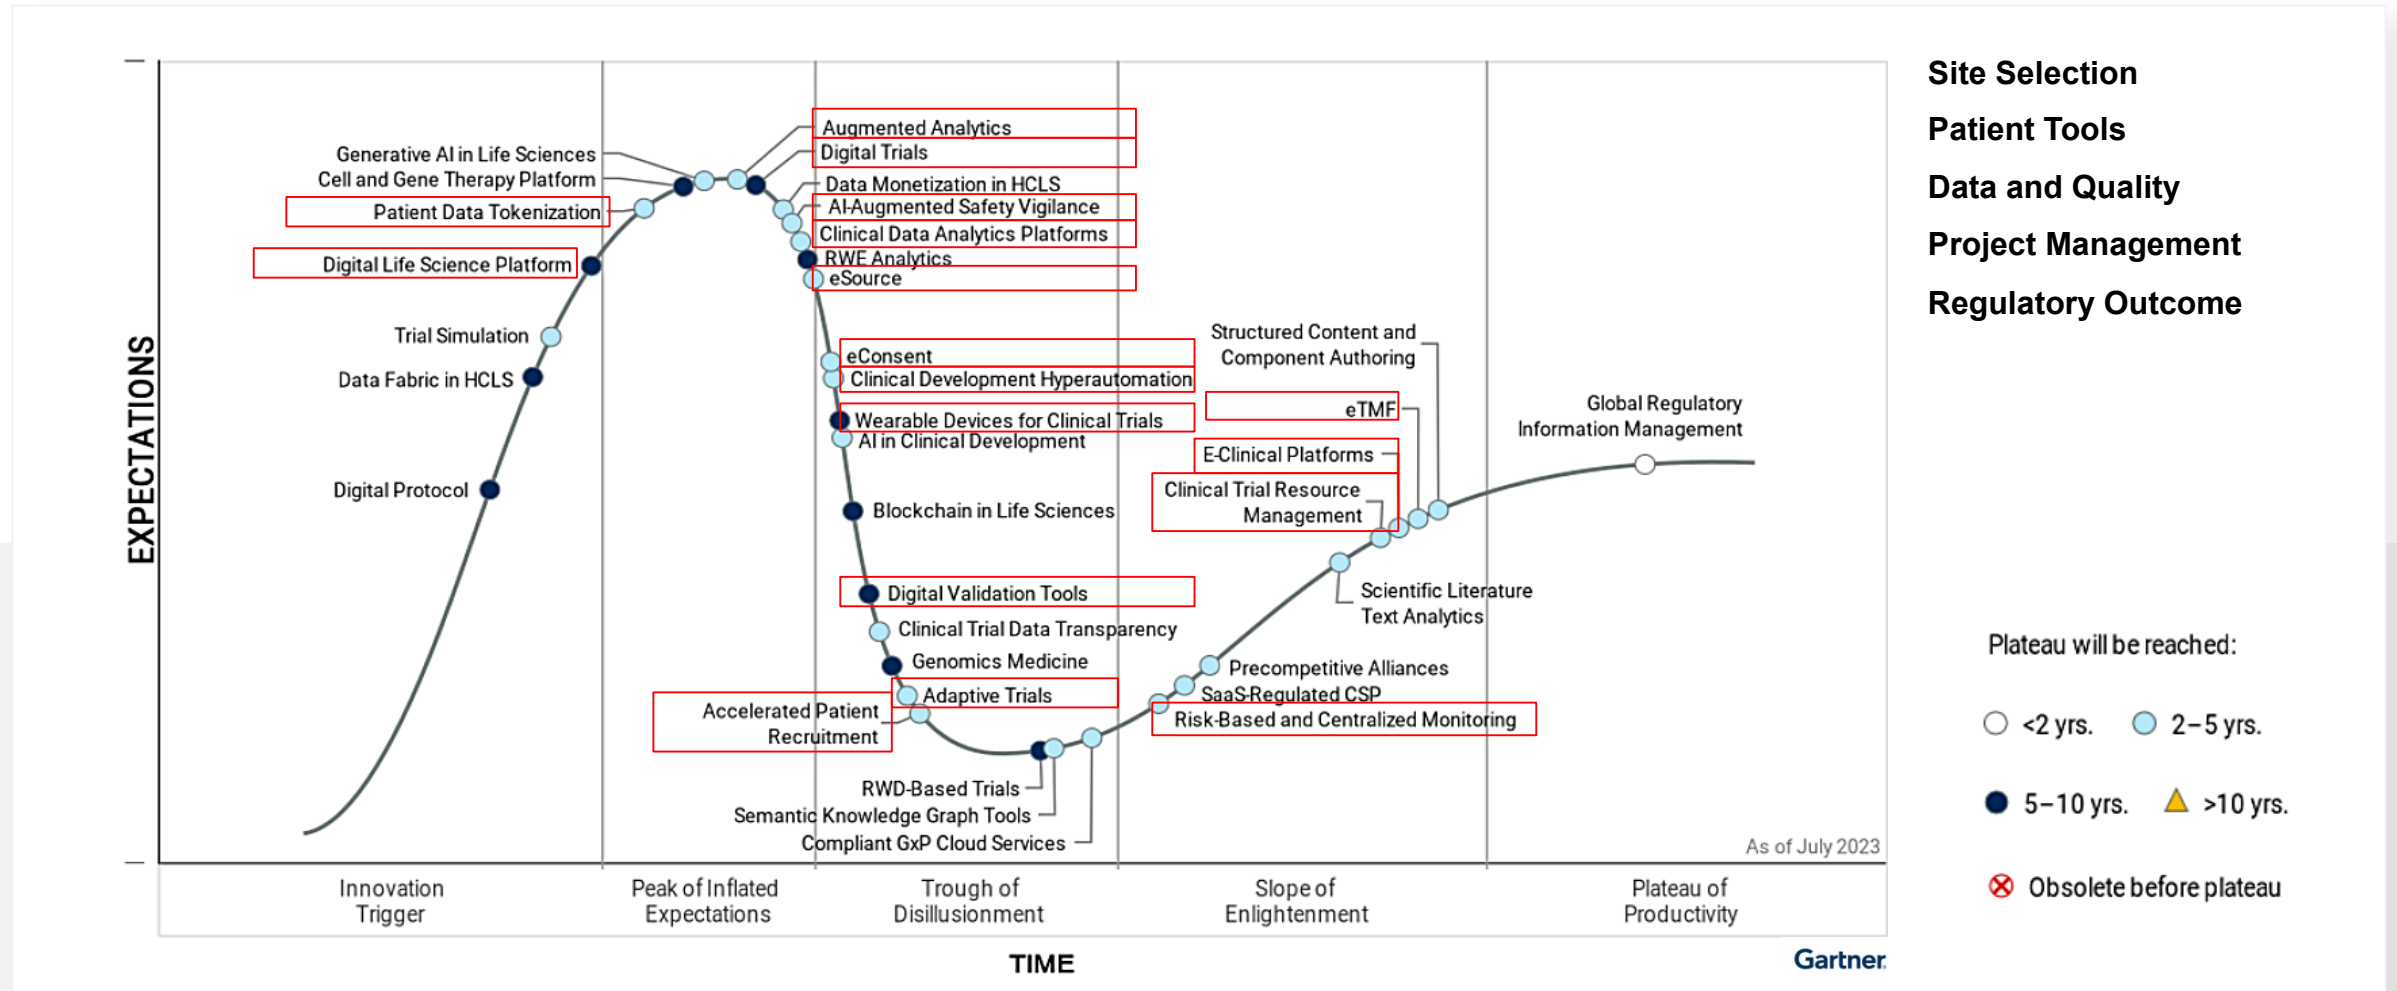 Site Selection
Patient Tools
Data and Quality
Project Management
Regulatory Outcome
EXPECTATIONS
Augmented Analytics
Generative AI in Life Sciences
Digital Trials
Cell and Gene Therapy Platform
Data Monetization in HCLS
Patient Data Tokenization
AI-Augmented Safety Vigilance
Clinical Data Analytics Platforms
RWE Analytics
Digital Life Science Platform
eSource
Trial Simulation
Data Fabric in HCLS
Digital Protocol
eConsent
Clinical Development Hyperautomation
Wearable Devices for Clinical Trials
AI in Clinical Development
Blockchain in Life Sciences
Digital Validation Tools
Clinical Trial Data Transparency
Genomics Medicine
Adaptive Trials
Accelerated Patient
Recruitment
RWD-Based Trials
Semantic Knowledge Graph Tools
Compliant GxP Cloud Services
Structured Content and
Component Authoring
eTMF
E-Clinical Platforms
Clinical Trial Resource
Management
Scientific Literature
Text Analytics
Precompetitive Alliances
SaaS-Regulated CSP
Risk-Based and Centralized Monitoring
Global Regulatory
Information Management
As of July 2023
Innovation
Trigger
Peak of Inflated
Expectations
Trough of
Disillusionment
Slope of
Enlightenment
Plateau of
Productivity
TIME
Gartner
Plateau will be reached:
<2 yrs.
2–5 yrs.
5–10 yrs.
>10 yrs.
Obsolete before plateau